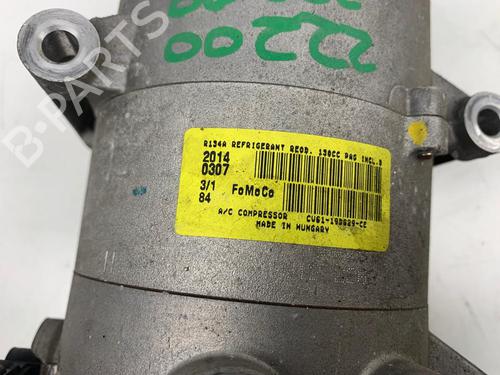 22200
R134A REFRIGERANT REQD. 130CC PAG INCL.
2014
0307
3/1 FoMoCo
84
A/C COMPRESSOR CV61-19D629-CE
MADE IN HUNGARY
B-PARTS